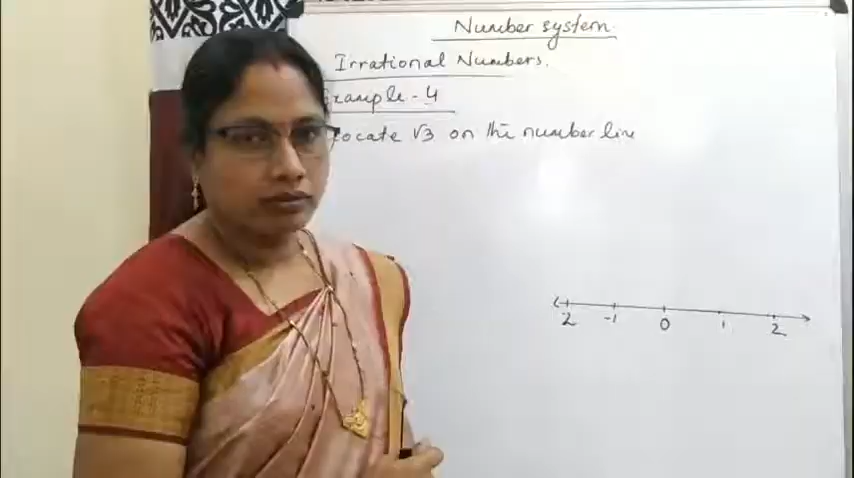 Number system.
Irrational Numbers.
Example - 4
Locate √3 on the number line
2 -1 0 1 2